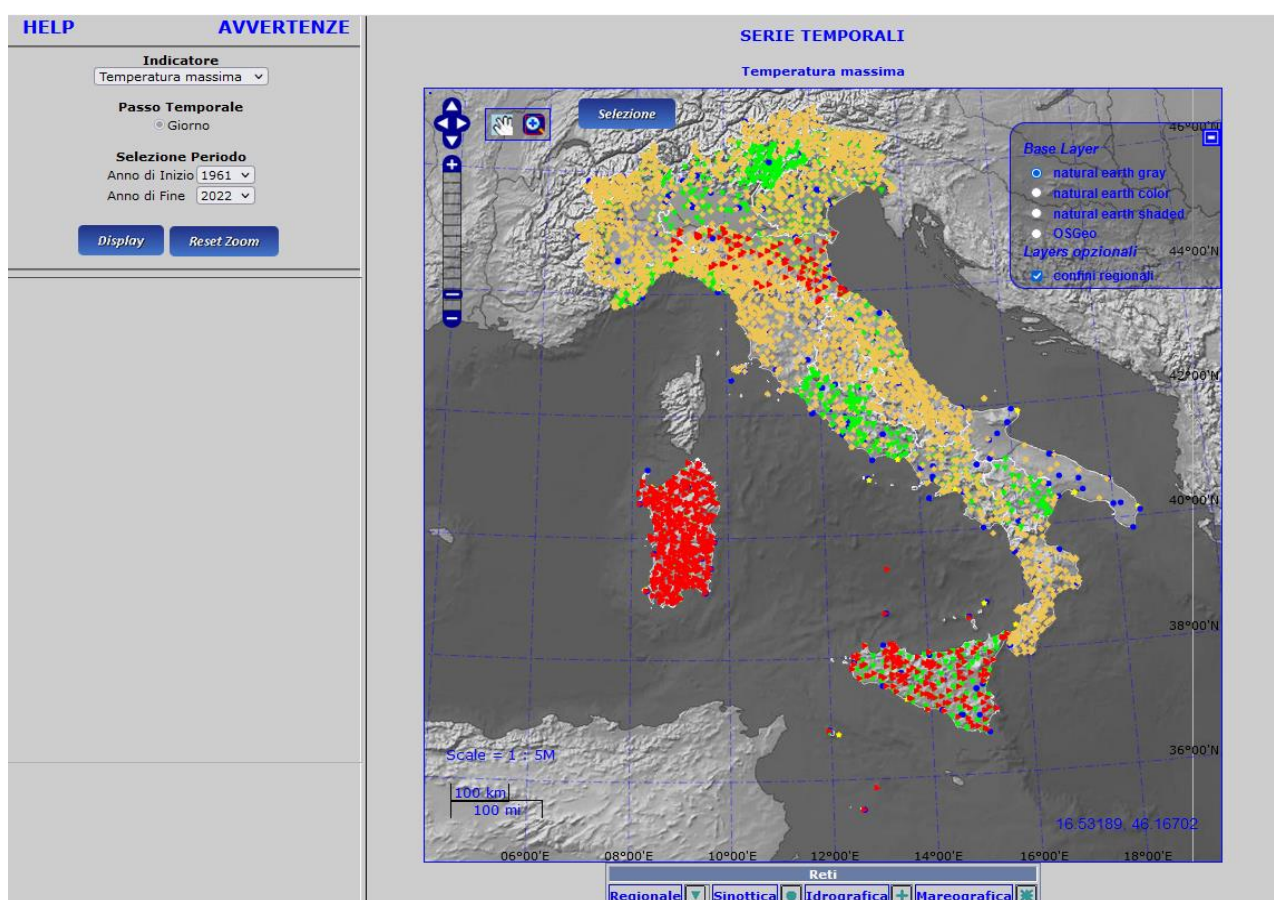 HELP AVVERTENZE
Indicatore
Temperatura massima
Passo Temporale
Giorno
Selezione Periodo
Anno di Inizio 1961
Anno di Fine 2022
Display Reset Zoom
SERIE TEMPORALI
Temperatura massima
Selezione
46°00'N
Base Layer
natural earth gray
natural earth color
natural earth shaded
OSGeo
Layers opzionali
44°00'N
confini regionali
42°00'N
40°00'N
38°00'N
36°00'N
Scale = 1 : 5M
100 km
100 mi
16.53189, 46.16702
06°00'E 08°00'E 10°00'E 12°00'E 14°00'E 16°00'E 18°00'E
Reti
Regionale Sinottica Idrografica Mareografica